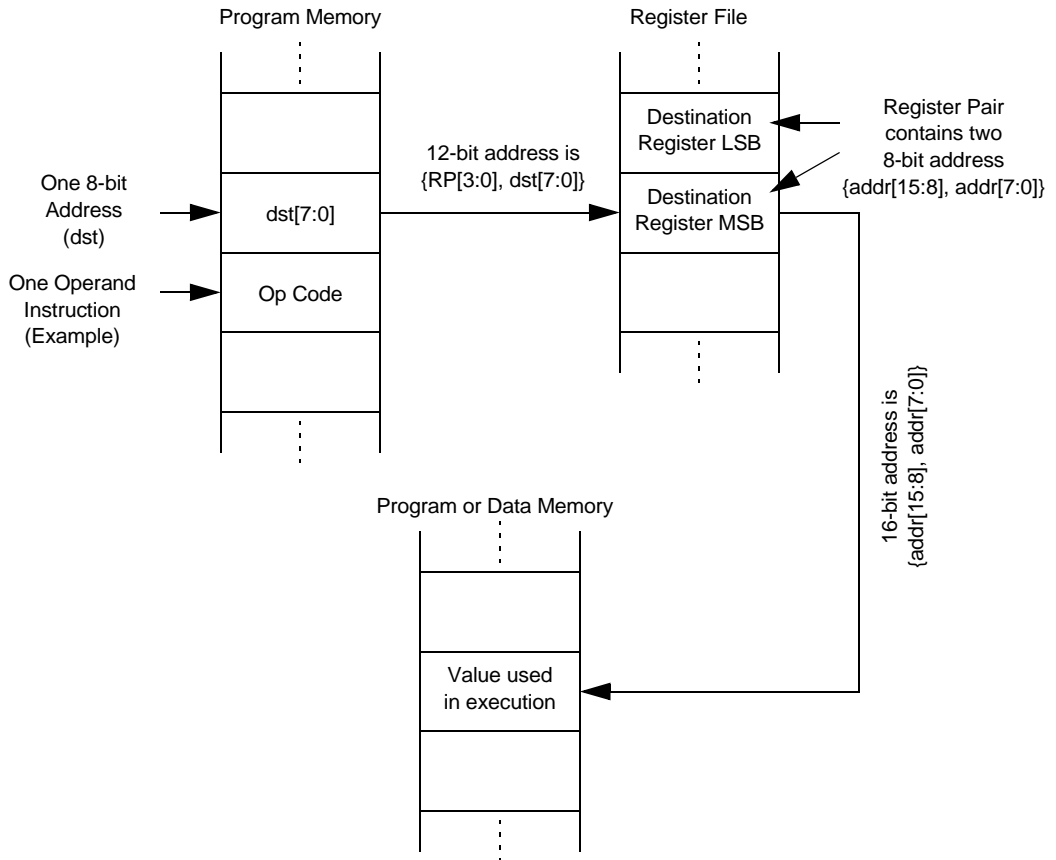 Program Memory
Register File
Destination
Register LSB
Register Pair
contains two
8-bit address
{addr[15:8], addr[7:0]}
12-bit address is
{RP[3:0], dst[7:0]}
One 8-bit
Address
(dst)
dst[7:0]
Destination
Register MSB
One Operand
Instruction
(Example)
Op Code
16-bit address is
{addr[15:8], addr[7:0]}
Program or Data Memory
Value used
in execution